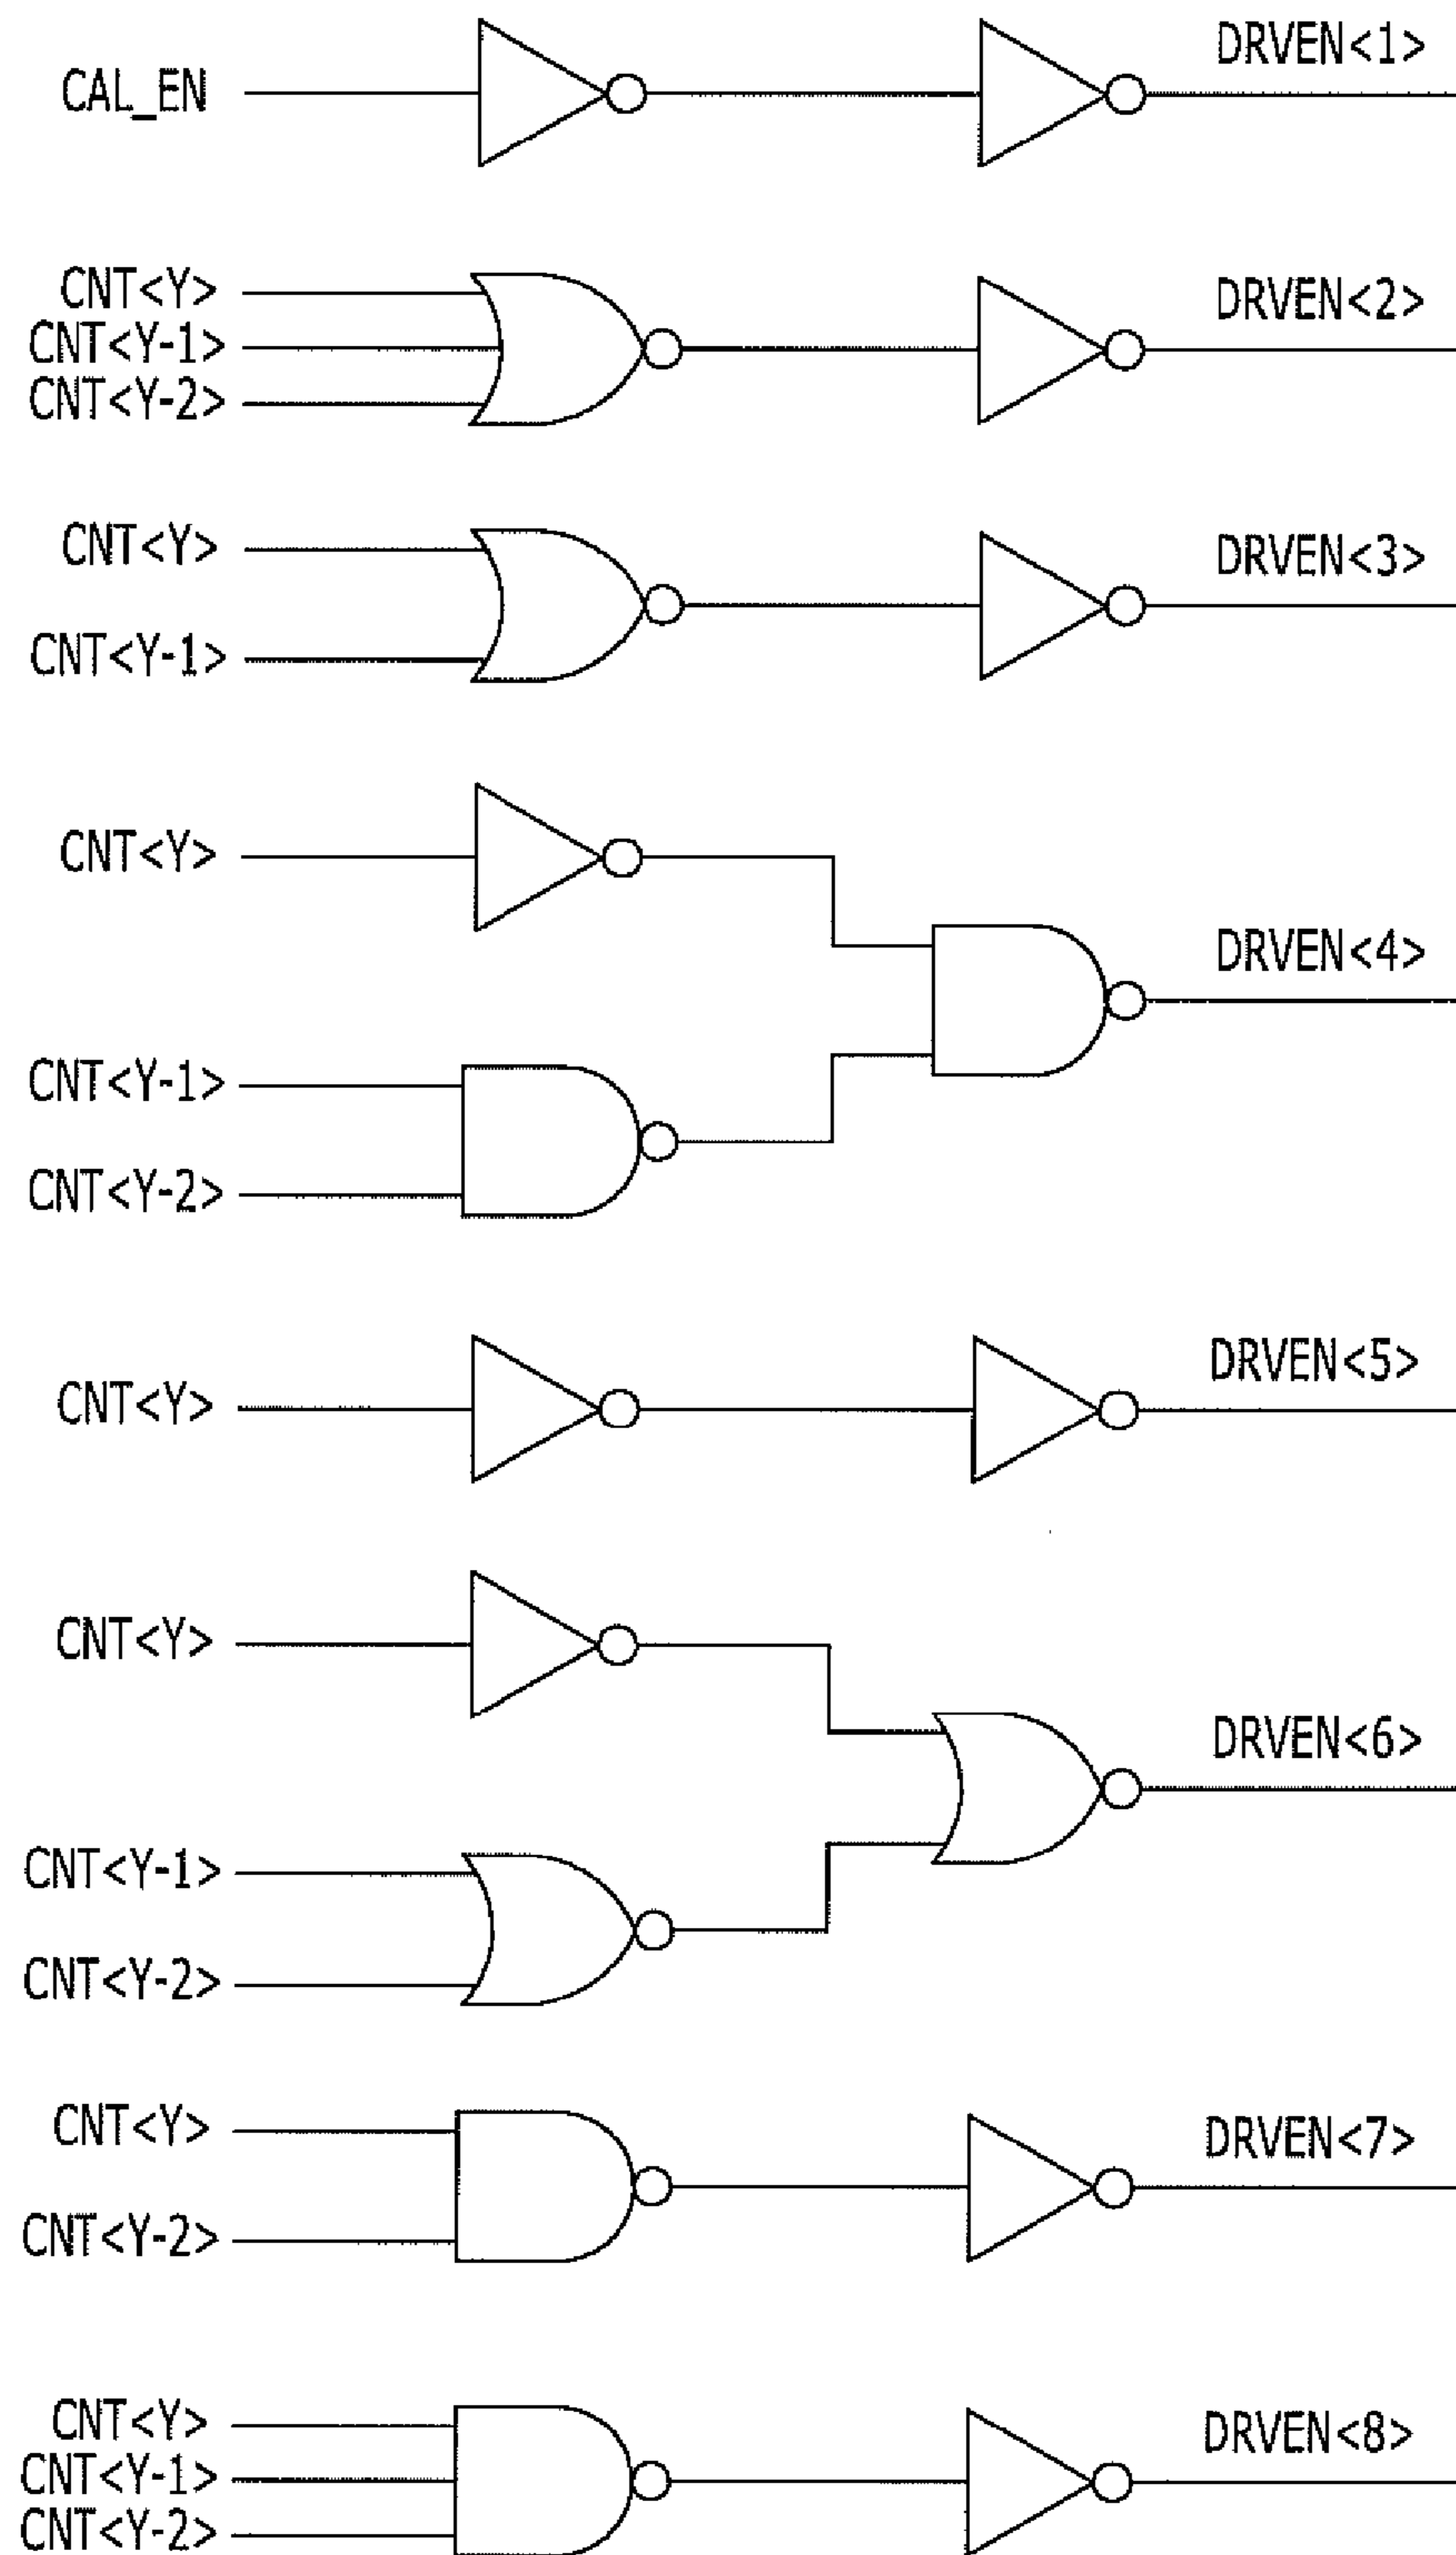 CAL_EN
DRVEN<1>
CNT<Y>
CNT<Y-1>
CNT<Y-2>
DRVEN<2>
CNT<Y>
CNT<Y-1>
DRVEN<3>
CNT<Y>
CNT<Y-1>
CNT<Y-2>
DRVEN<4>
CNT<Y>
DRVEN<5>
CNT<Y>
CNT<Y-1>
CNT<Y-2>
DRVEN<6>
CNT<Y>
CNT<Y-2>
DRVEN<7>
CNT<Y>
CNT<Y-1>
CNT<Y-2>
DRVEN<8>